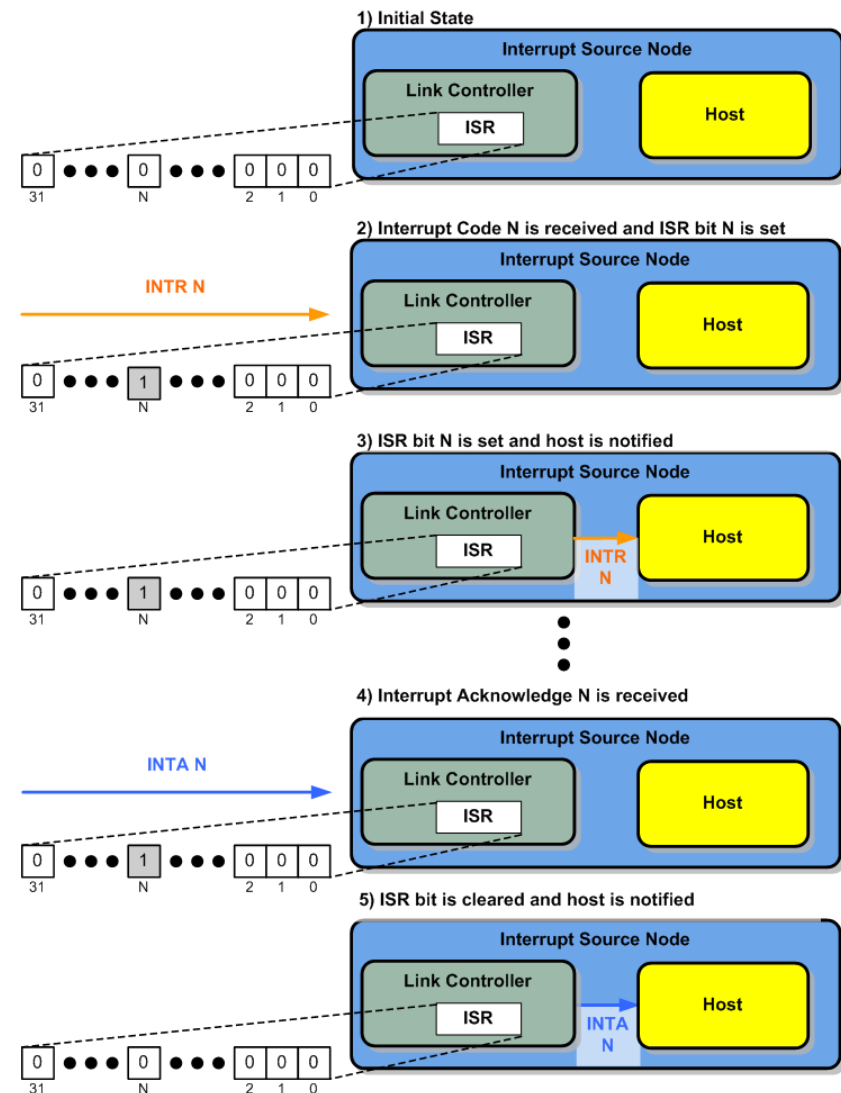 1) Initial State
Interrupt Source Node
Link Controller
ISR
Host
0 0 0 0 0
31 N 2 1 0
2) Interrupt Code N is received and ISR bit N is set
Interrupt Source Node
INTR N
Link Controller
ISR
Host
0 1 0 0 0
31 N 2 1 0
3) ISR bit N is set and host is notified
Interrupt Source Node
Link Controller
ISR
INTR
N
Host
0 1 0 0 0
31 N 2 1 0
4) Interrupt Acknowledge N is received
Interrupt Source Node
INTA N
Link Controller
ISR
Host
0 1 0 0 0
31 N 2 1 0
5) ISR bit is cleared and host is notified
Interrupt Source Node
Link Controller
ISR
INTA
N
Host
0 0 0 0 0
31 N 2 1 0